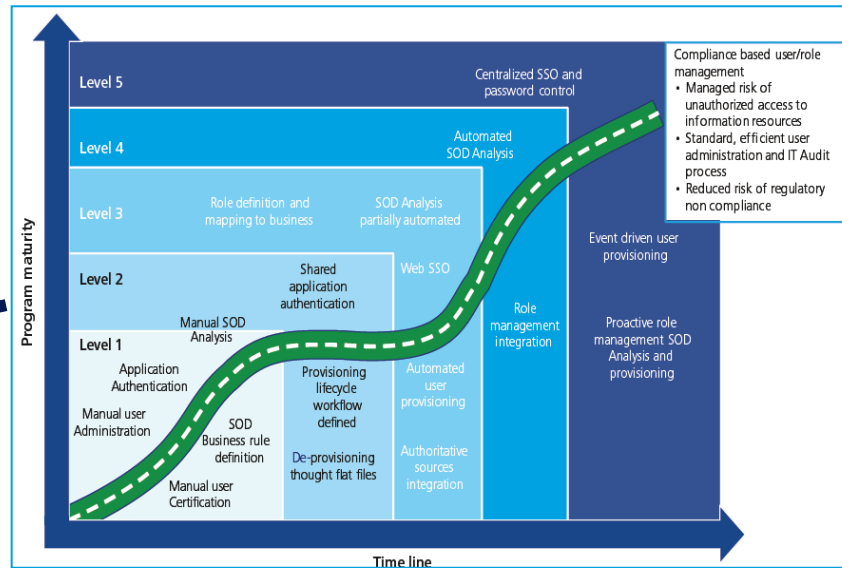 Compliance based user/role
management
• Managed risk of
unauthorized access to
information resources
• Standard, efficient user
administration and IT Audit
process
• Reduced risk of regulatory
non compliance
Level 5
Centralized SSO and
password control
Level 4
Automated
SOD Analysis
Level 3
Role definition and
mapping to business
SOD Analysis
partially automated
Event driven user
provisioning
Level 2
Shared
application
authentication
Web SSO
Program maturity
Level 1
Manual SOD
Analysis
Role
management
integration
Proactive role
management SOD
Analysis and
provisioning
Application
Authentication
Provisioning
lifecycle
workflow
defined
Automated
user
provisioning
Manual user
Administration
SOD
Business rule
definition
De-provisioning
thought flat files
Authoritative
sources
integration
Manual user
Certification
Time line